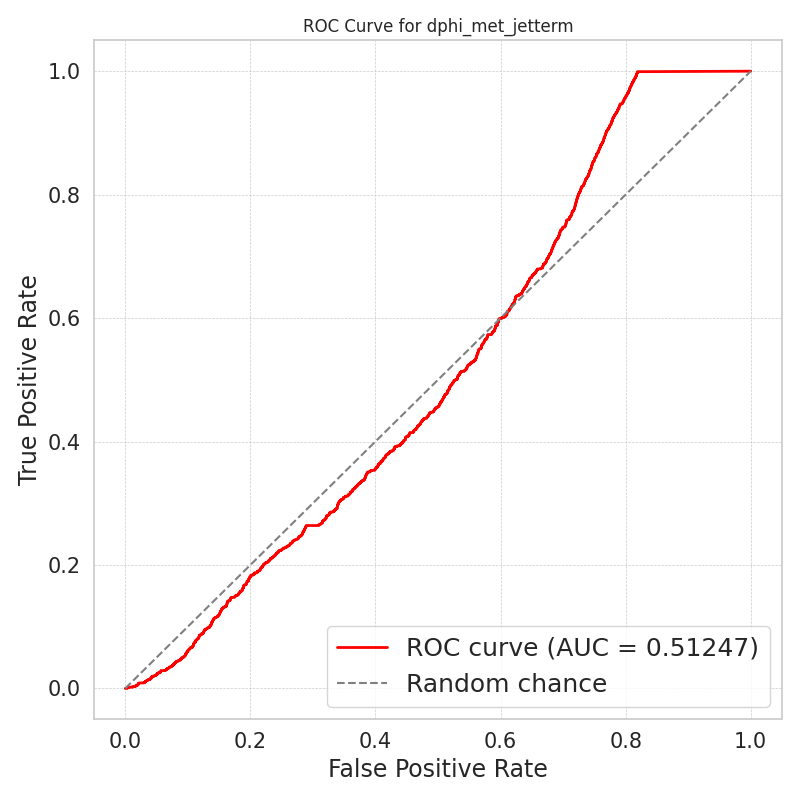 ROC Curve for dphi_met_jetterm
1.0
0.8
0.6
0.4
0.2
0.0
True Positive Rate
ROC curve (AUC = 0.51247)
Random chance
0.0 0.2 0.4 0.6 0.8 1.0
False Positive Rate